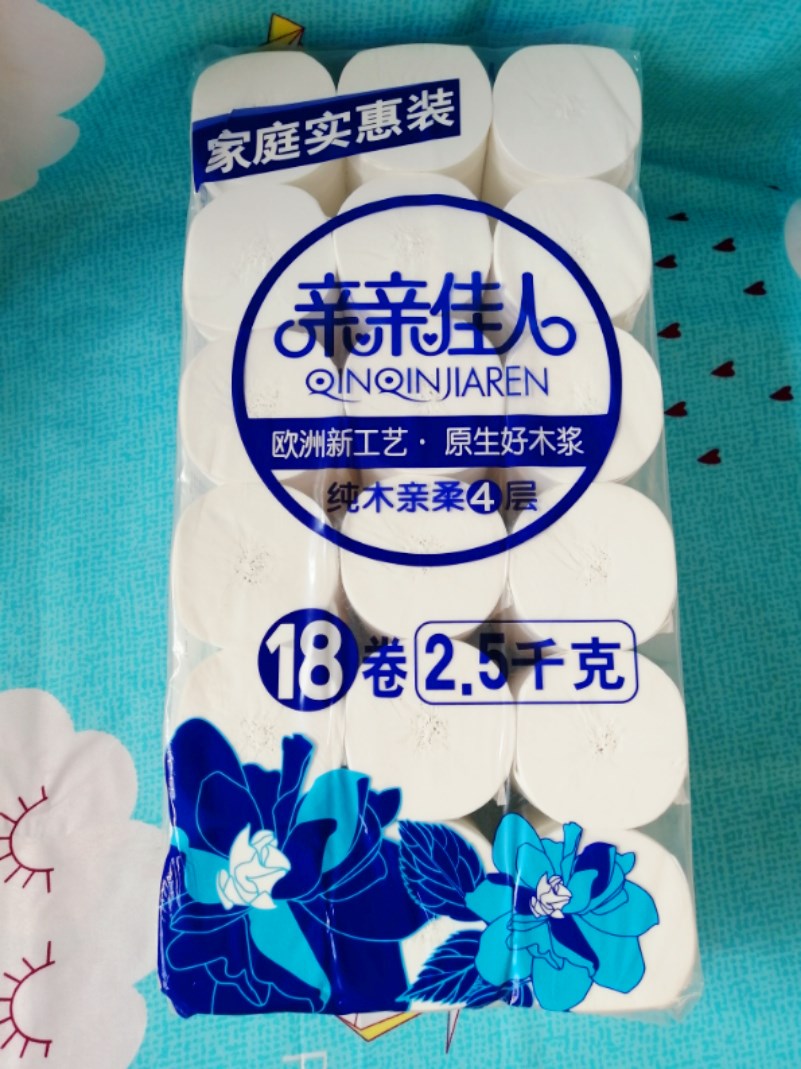 家庭实惠装
亲亲佳人
QINQINJIAREN
欧洲新工艺·原生好木浆
纯木亲柔4层
18卷 2.5千克